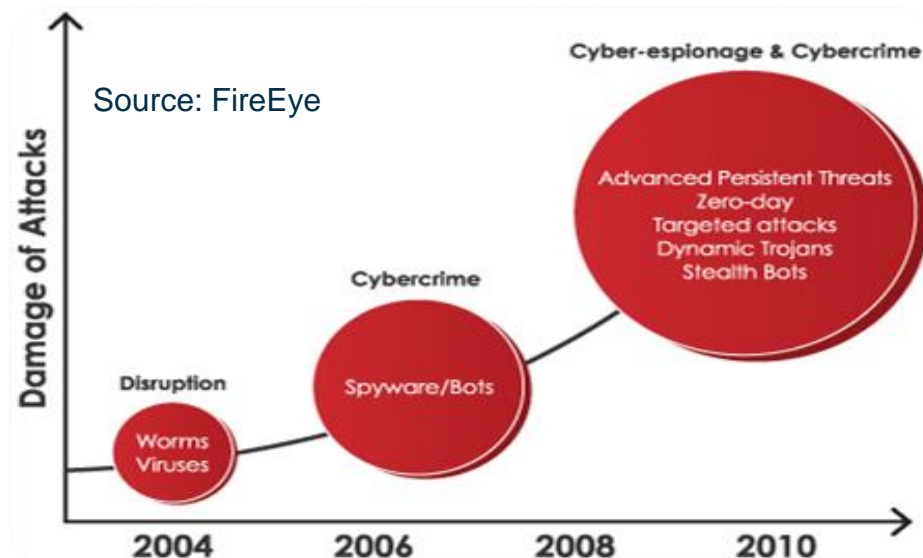 Cyber-espionage & Cybercrime
Source: FireEye
Damage of Attacks
Advanced Persistent Threats
Zero-day
Targeted attacks
Dynamic Trojans
Stealth Bots
Cybercrime
Spyware/Bots
Disruption
Worms
Viruses
2004 2006 2008 2010